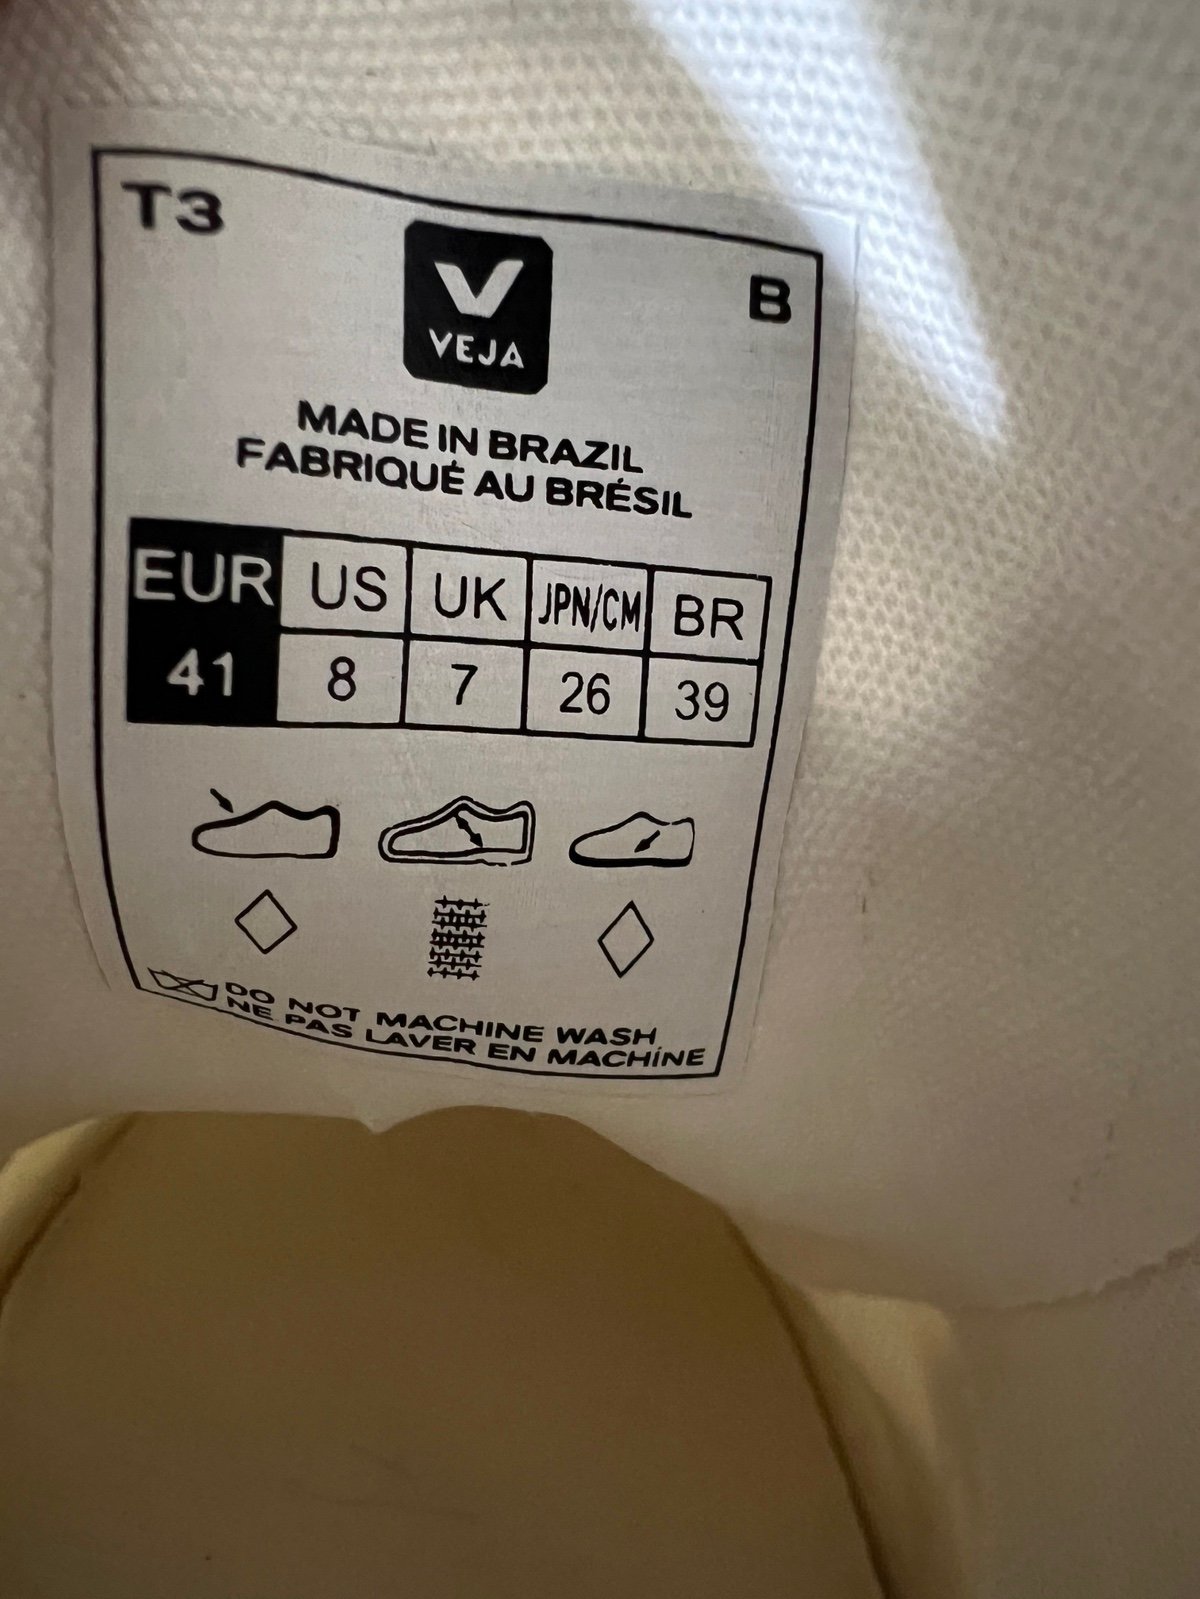 T3
B
VEJA
MADE IN BRAZIL
FABRIQUÉ AU BRÉSIL
EUR US UK JPN/CM BR
41 8 7 26 39
DO NOT MACHINE WASH
NE PAS LAVER EN MACHÍNE